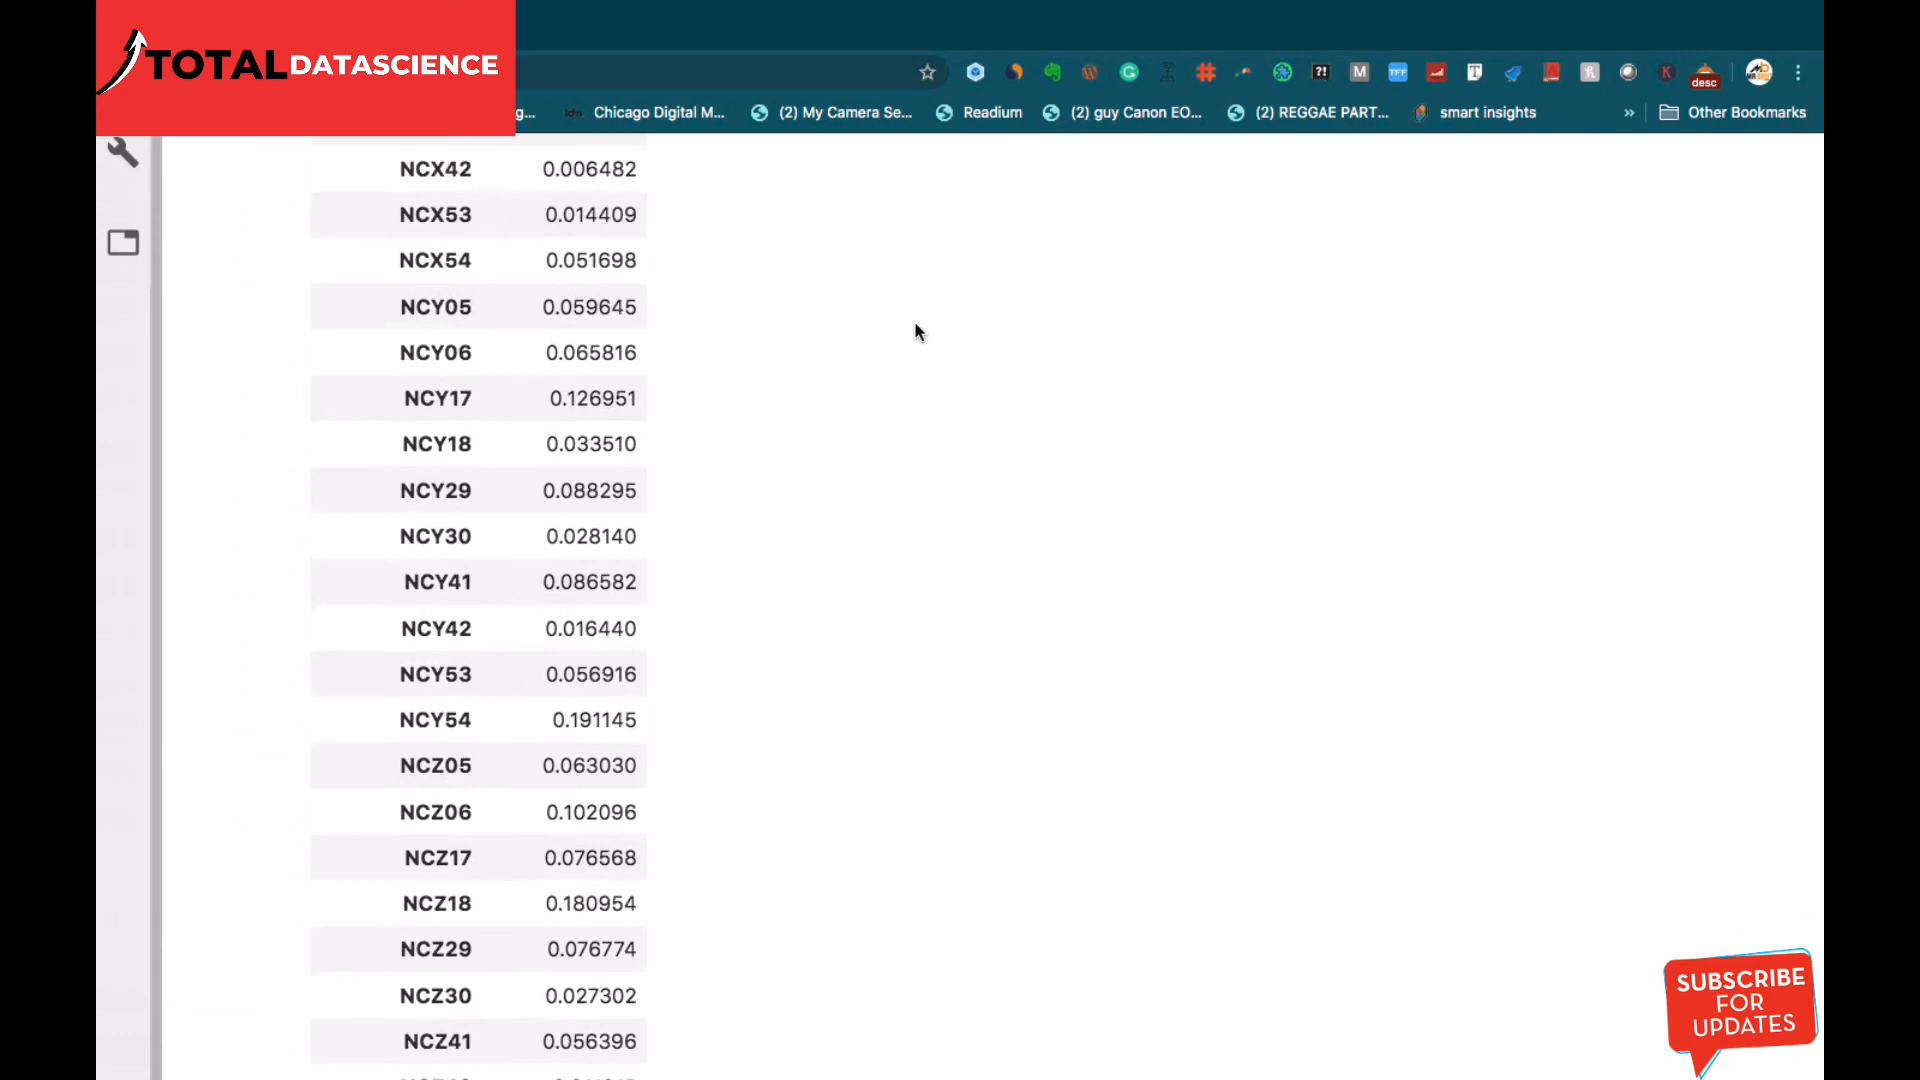 TOTALDATASCIENCE
desc
g... Chicago Digital M... (2) My Camera Se... Readium (2) guy Canon EO... (2) REGGAE PART... smart insights » Other Bookmarks
NCX42 0.006482
NCX53 0.014409
NCX54 0.051698
NCY05 0.059645
NCY06 0.065816
NCY17 0.126951
NCY18 0.033510
NCY29 0.088295
NCY30 0.028140
NCY41 0.086582
NCY42 0.016440
NCY53 0.056916
NCY54 0.191145
NCZ05 0.063030
NCZ06 0.102096
NCZ17 0.076568
NCZ18 0.180954
NCZ29 0.076774
NCZ30 0.027302
NCZ41 0.056396
SUBSCRIBE
FOR
UPDATES